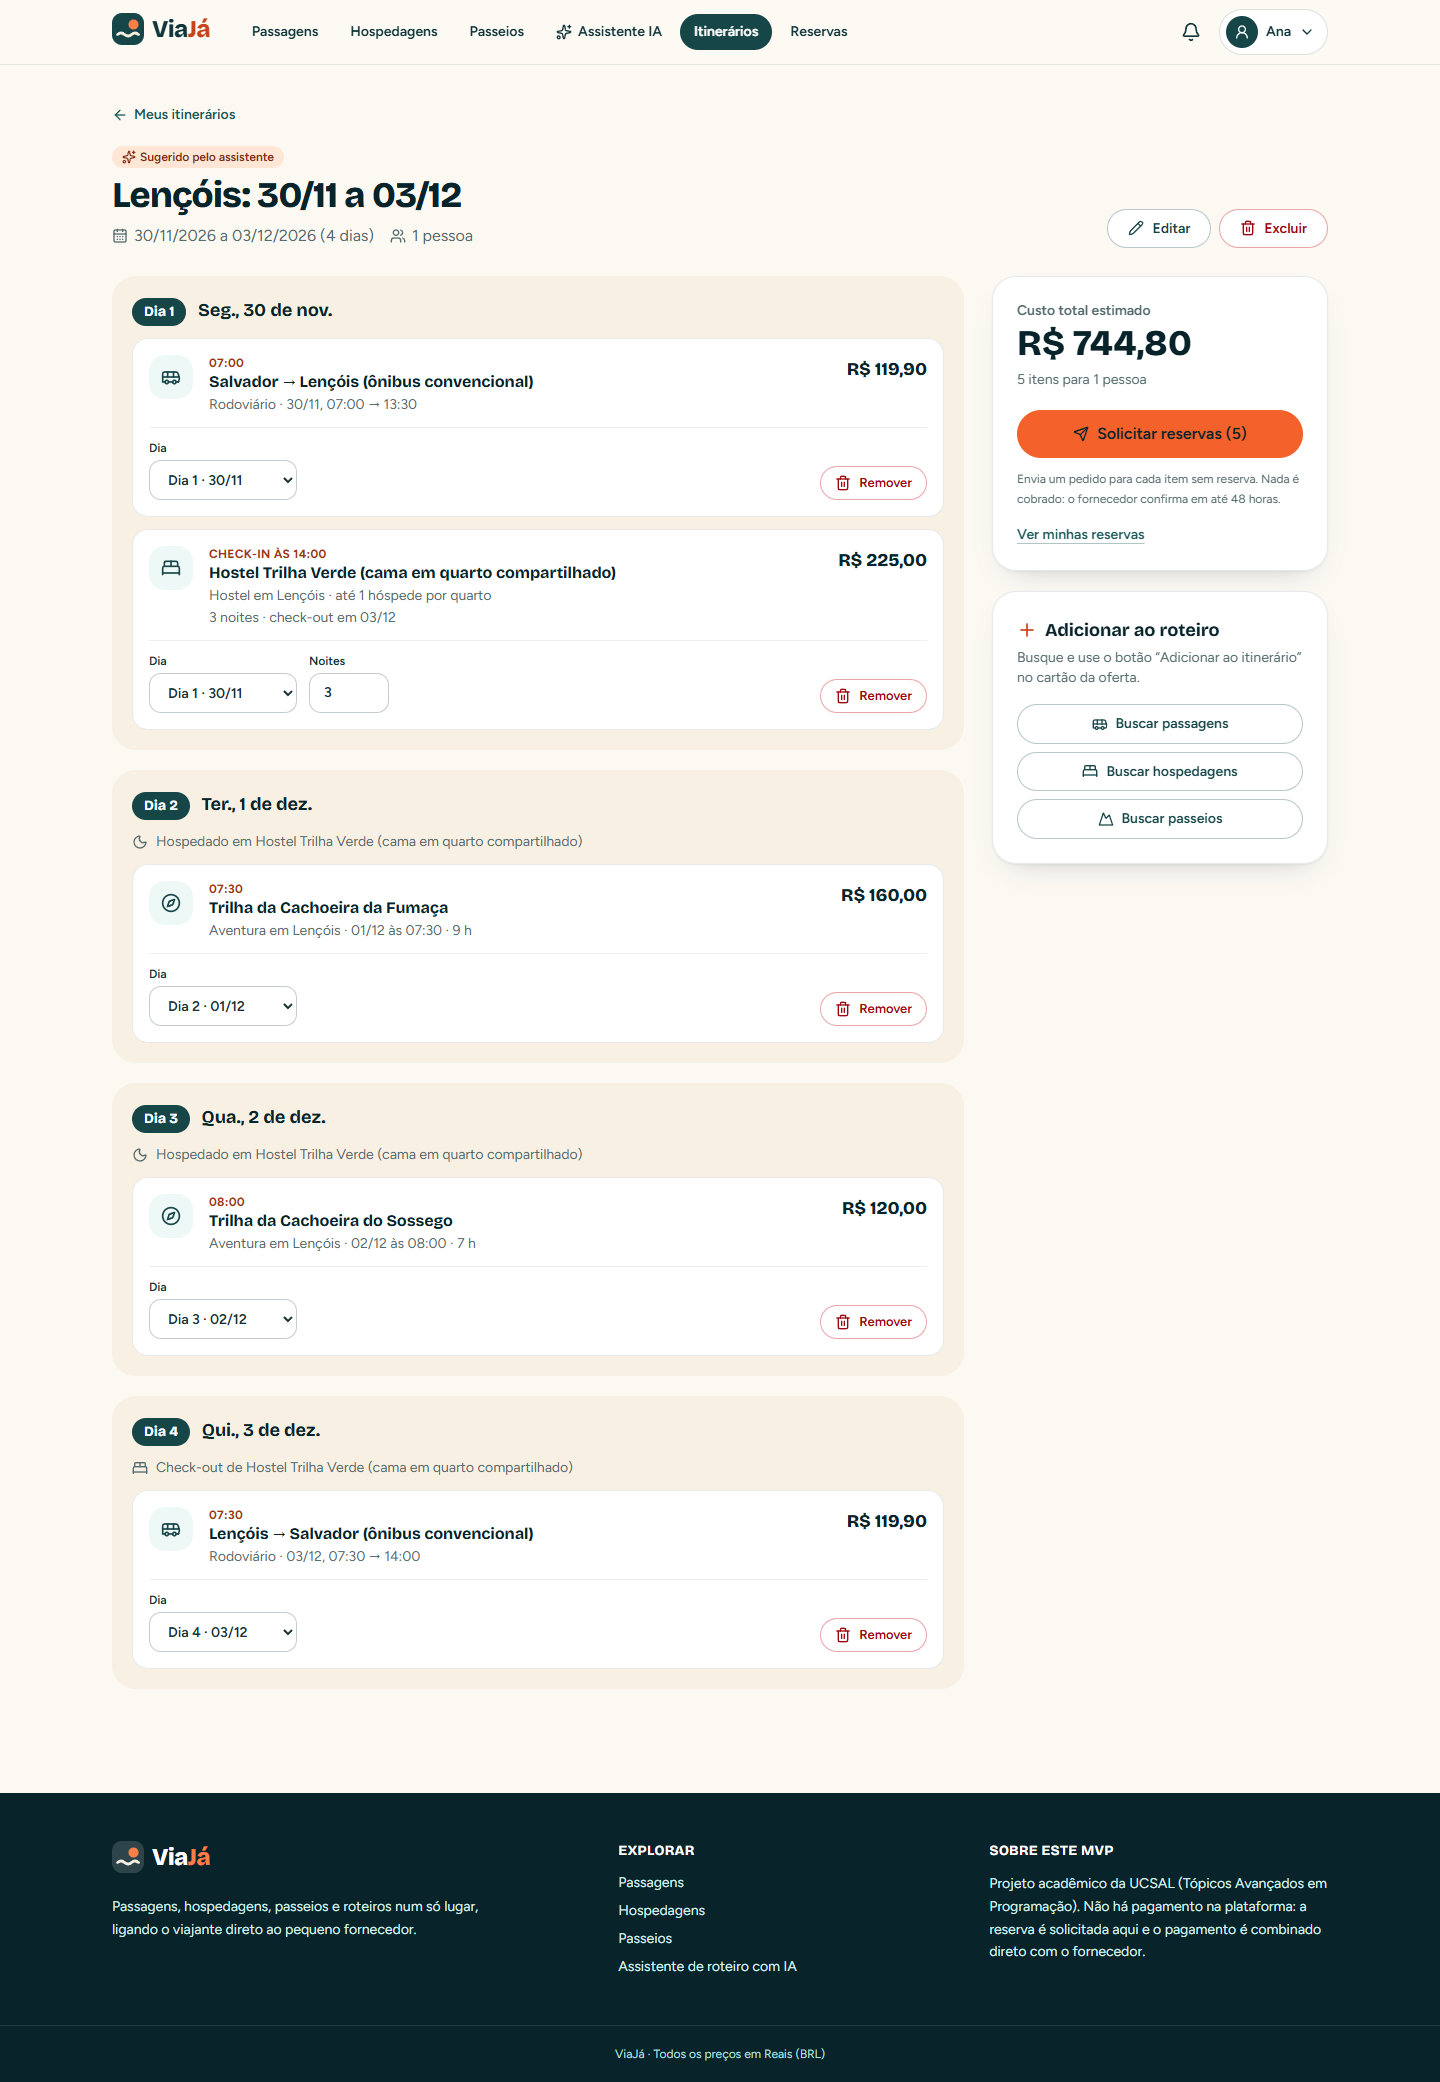 ViaJá
Passagens
Hospedagens
Passeios
Assistente IA
Itinerários
Reservas
Ana
Meus itinerários
Sugerido pelo assistente
Lençóis: 30/11 a 03/12
30/11/2026 a 03/12/2026 (4 dias)
1 pessoa
Editar
Excluir
Dia 1
Seg., 30 de nov.
07:00
Salvador → Lençóis (ônibus convencional)
Rodoviário · 30/11, 07:00 → 13:30
R$ 119,90
Dia
Dia 1 · 30/11
Remover
CHECK-IN ÀS 14:00
Hostel Trilha Verde (cama em quarto compartilhado)
Hostel em Lençóis · até 1 hóspede por quarto
3 noites · check-out em 03/12
R$ 225,00
Dia
Noites
Dia 1 · 30/11
3
Remover
Dia 2
Ter., 1 de dez.
Hospedado em Hostel Trilha Verde (cama em quarto compartilhado)
07:30
Trilha da Cachoeira da Fumaça
Aventura em Lençóis · 01/12 às 07:30 · 9 h
R$ 160,00
Dia
Dia 2 · 01/12
Remover
Dia 3
Qua., 2 de dez.
Hospedado em Hostel Trilha Verde (cama em quarto compartilhado)
08:00
Trilha da Cachoeira do Sossego
Aventura em Lençóis · 02/12 às 08:00 · 7 h
R$ 120,00
Dia
Dia 3 · 02/12
Remover
Dia 4
Qui., 3 de dez.
Check-out de Hostel Trilha Verde (cama em quarto compartilhado)
07:30
Lençóis → Salvador (ônibus convencional)
Rodoviário · 03/12, 07:30 → 14:00
R$ 119,90
Dia
Dia 4 · 03/12
Remover
Custo total estimado
R$ 744,80
5 itens para 1 pessoa
Solicitar reservas (5)
Envia um pedido para cada item sem reserva. Nada é
cobrado: o fornecedor confirma em até 48 horas.
Ver minhas reservas
Adicionar ao roteiro
Busque e use o botão “Adicionar ao itinerário”
no cartão da oferta.
Buscar passagens
Buscar hospedagens
Buscar passeios
ViaJá
Passagens, hospedagens, passeios e roteiros num só lugar,
ligando o viajante direto ao pequeno fornecedor.
EXPLORAR
Passagens
Hospedagens
Passeios
Assistente de roteiro com IA
SOBRE ESTE MVP
Projeto acadêmico da UCSAL (Tópicos Avançados em
Programação). Não há pagamento na plataforma: a
reserva é solicitada aqui e o pagamento é combinado
direto com o fornecedor.
ViaJá · Todos os preços em Reais (BRL)